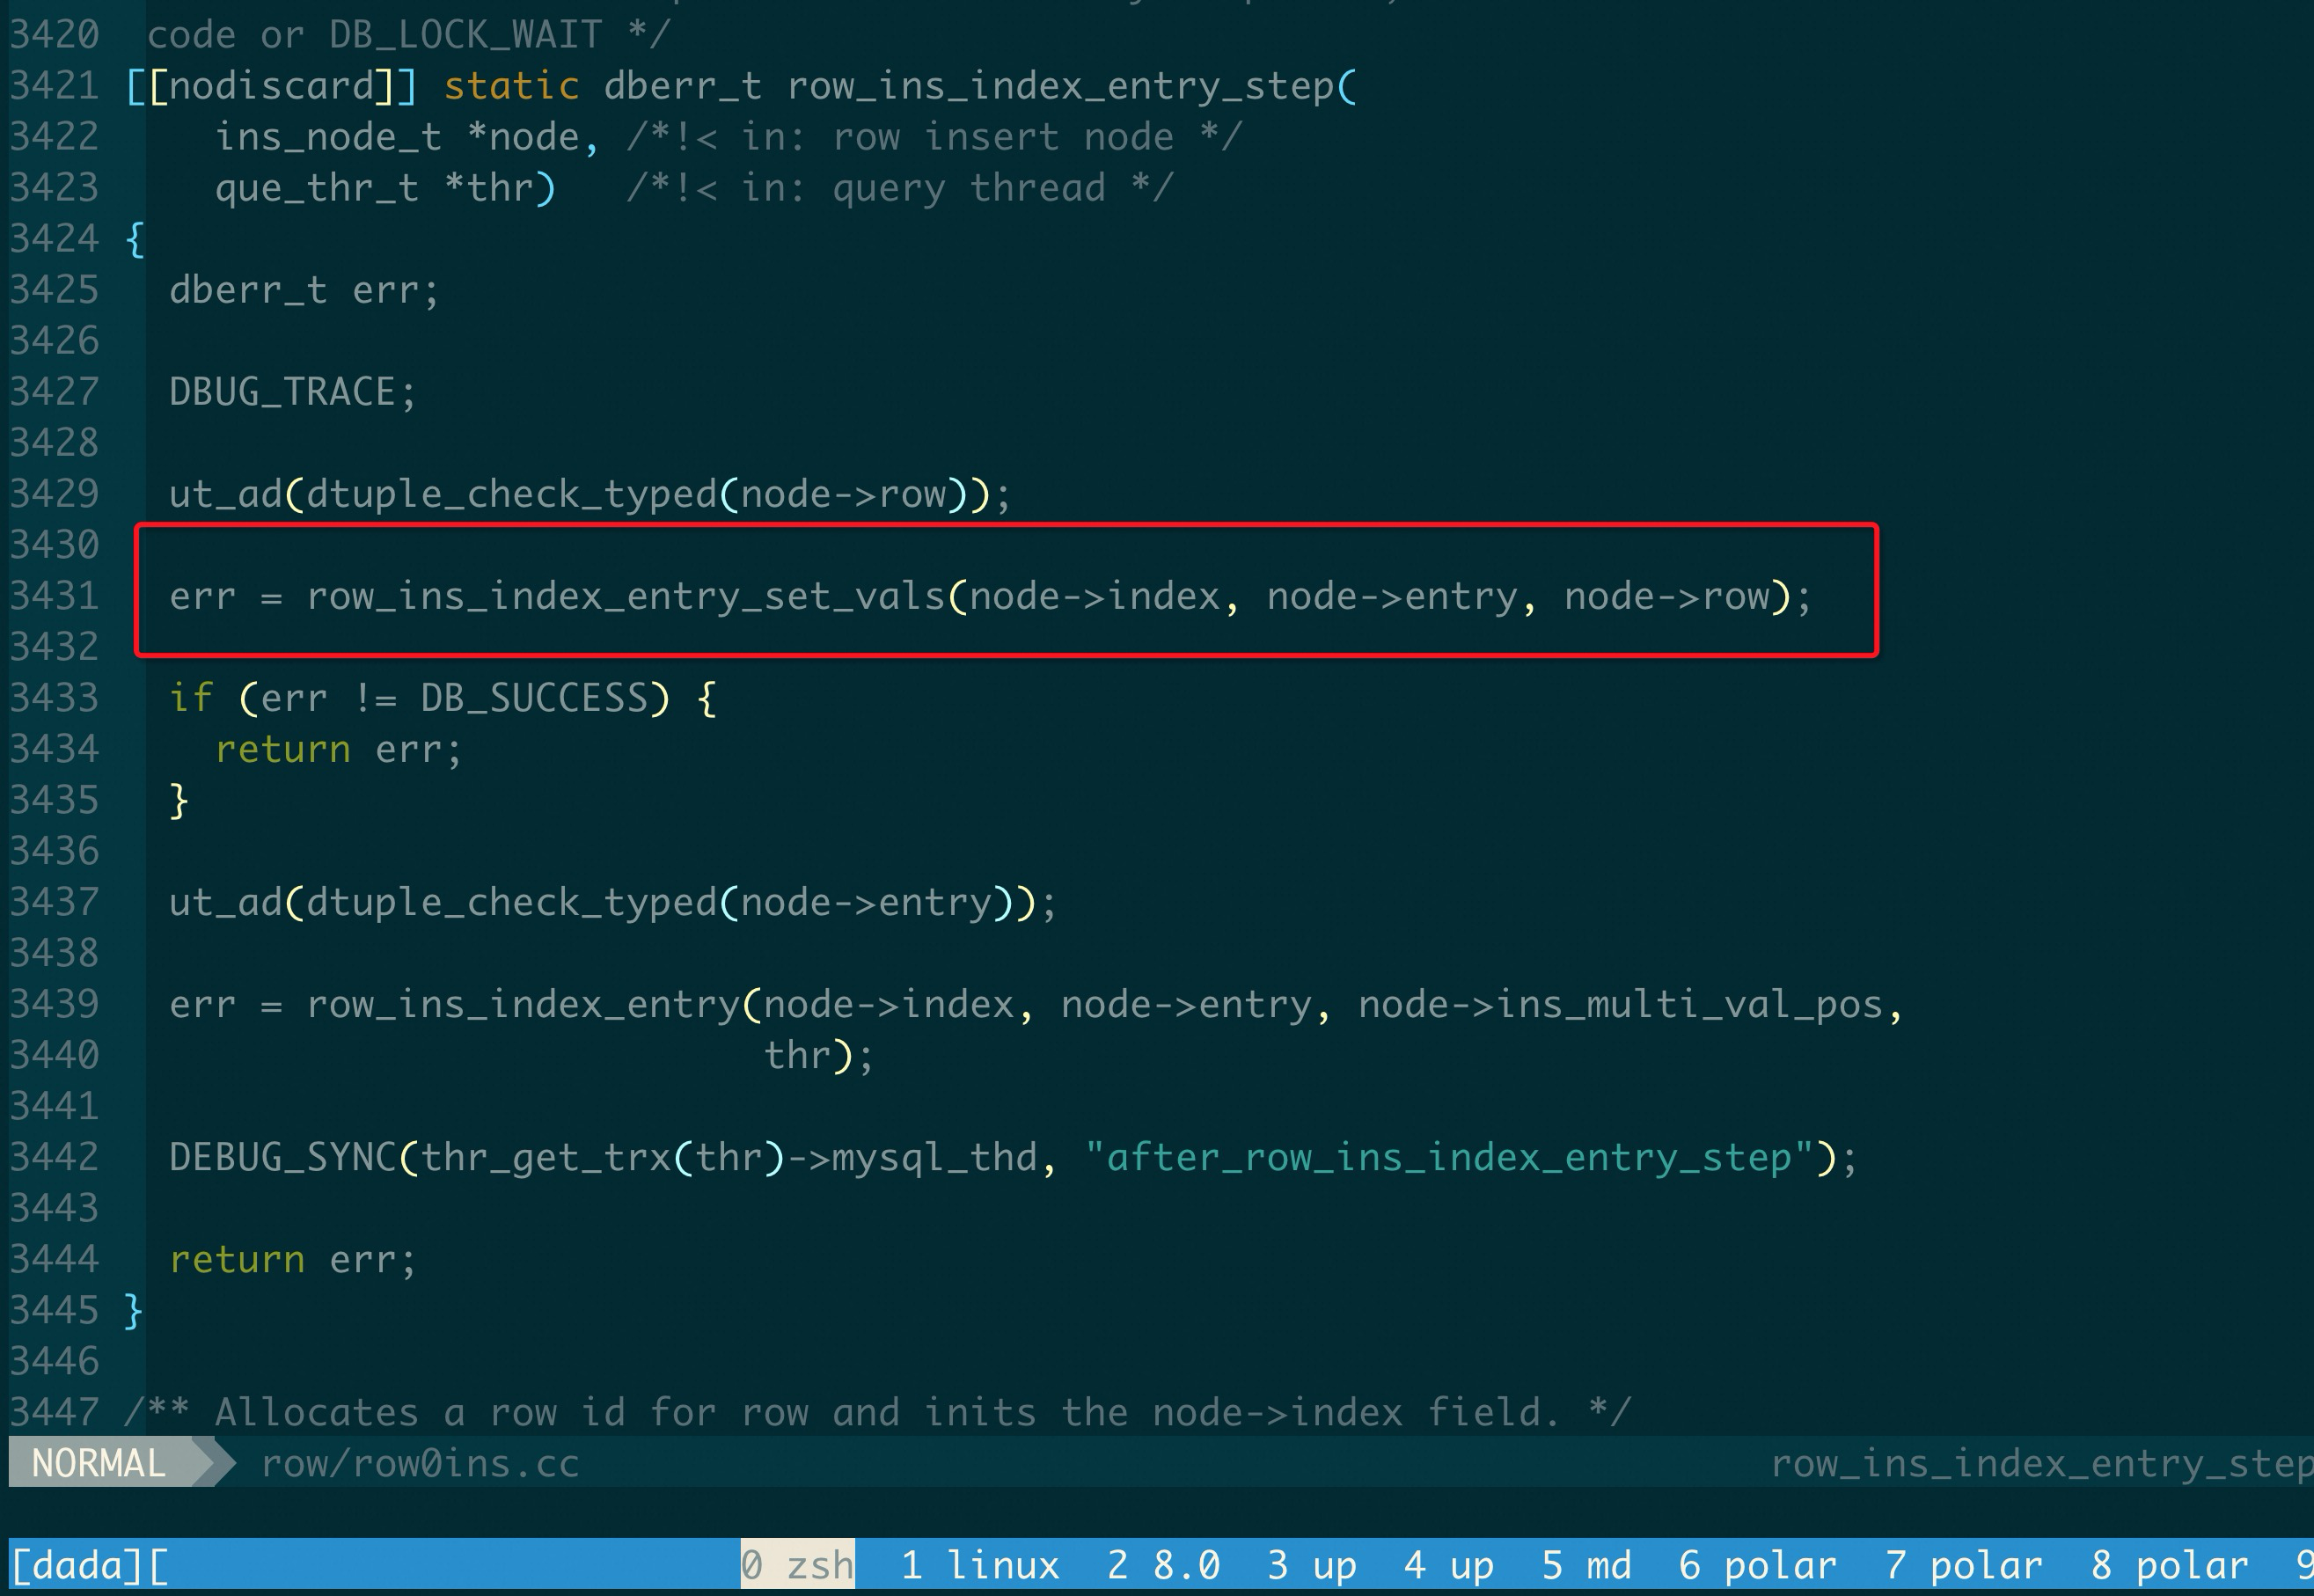 3420 code or DB_LOCK_WAIT */
3421 [[nodiscard]] static dberr_t row_ins_index_entry_step(
3422     ins_node_t *node, /*!< in: row insert node */
3423     que_thr_t *thr)   /*!< in: query thread */
3424 {
3425   dberr_t err;
3426
3427   DBUG_TRACE;
3428
3429   ut_ad(dtuple_check_typed(node->row));
3430
3431   err = row_ins_index_entry_set_vals(node->index, node->entry, node->row);
3432
3433   if (err != DB_SUCCESS) {
3434     return err;
3435   }
3436
3437   ut_ad(dtuple_check_typed(node->entry));
3438
3439   err = row_ins_index_entry(node->index, node->entry, node->ins_multi_val_pos,
3440                             thr);
3441
3442   DEBUG_SYNC(thr_get_trx(thr)->mysql_thd, "after_row_ins_index_entry_step");
3443
3444   return err;
3445 }
3446
3447 /** Allocates a row id for row and inits the node->index field. */
NORMAL row/row0ins.cc row_ins_index_entry_step
[dada][ 0 zsh 1 linux 2 8.0 3 up 4 up 5 md 6 polar 7 polar 8 polar 9